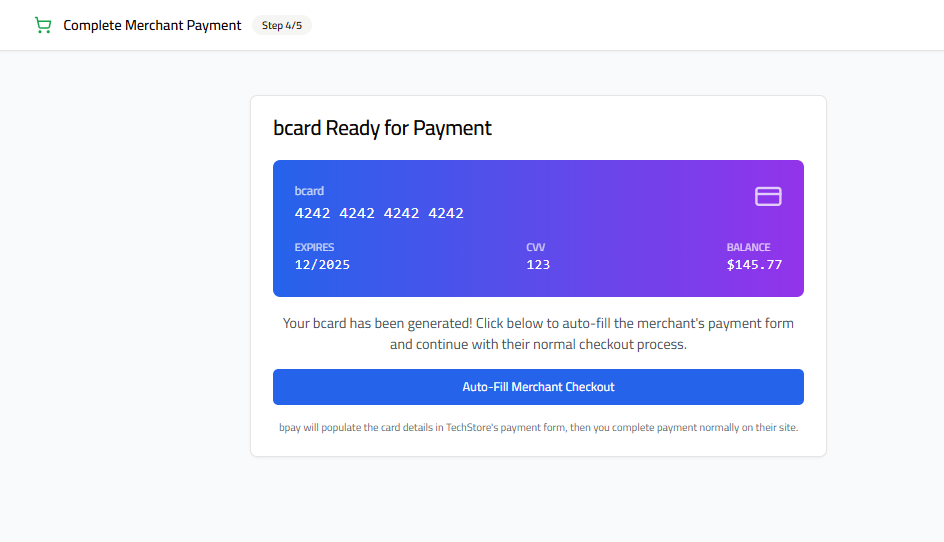 Complete Merchant Payment Step 4/5
bcard Ready for Payment
bcard
4242 4242 4242 4242
EXPIRES CVV BALANCE
12/2025 123 $145.77
Your bcard has been generated! Click below to auto-fill the merchant's payment form
and continue with their normal checkout process.
Auto-Fill Merchant Checkout
bpay will populate the card details in TechStore's payment form, then you complete payment normally on their site.